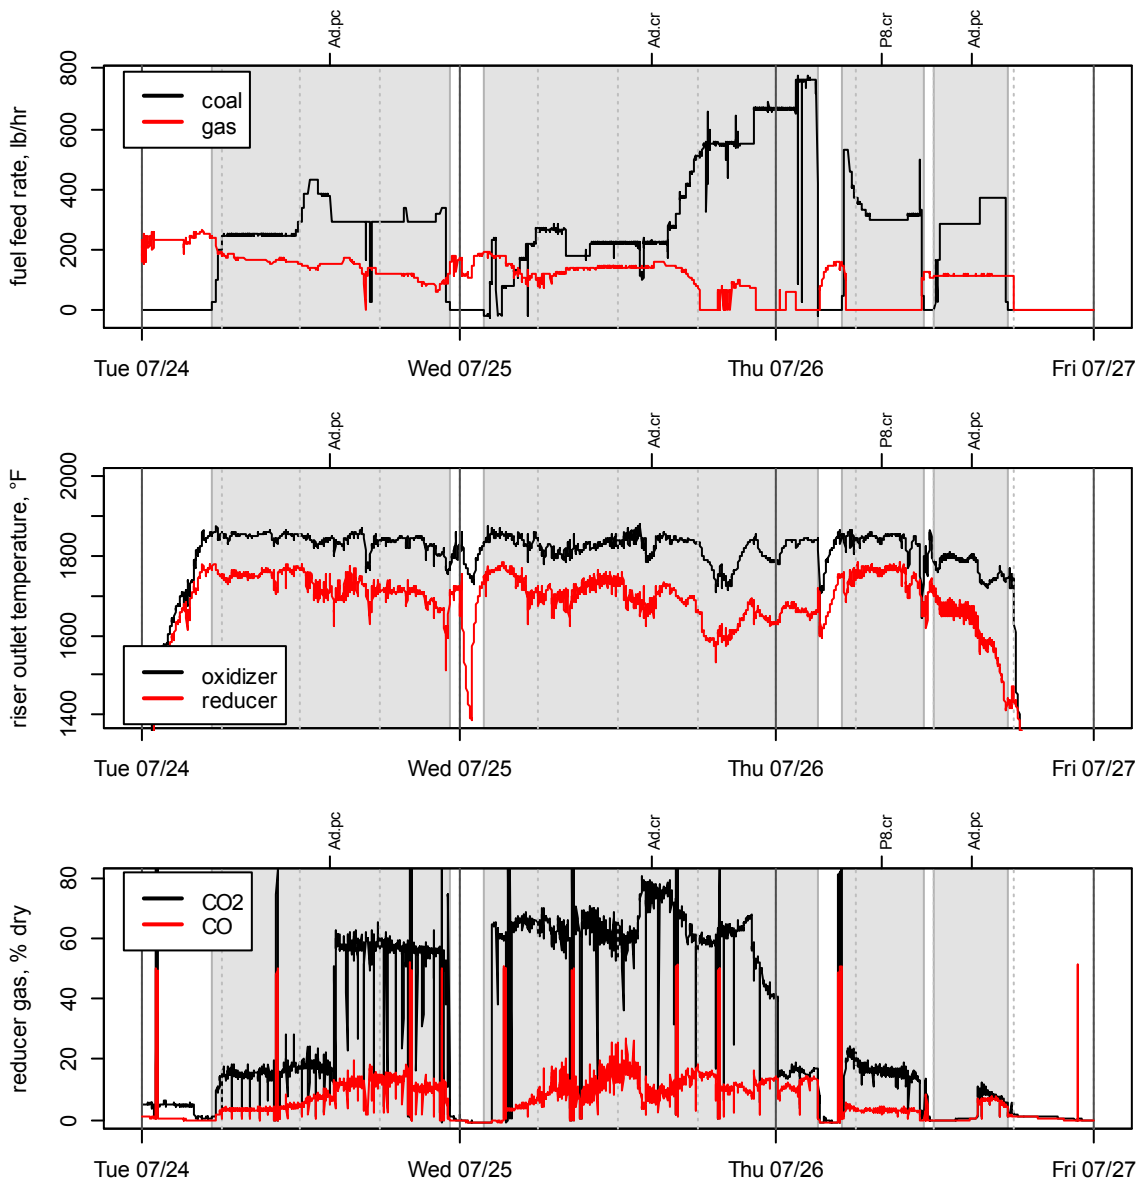 Ad.pc Ad.cr P8.cr Ad.pc
fuel feed rate, lb/hr
0 200 400 600 800
coal
gas
Tue 07/24 Wed 07/25 Thu 07/26 Fri 07/27
Ad.pc Ad.cr P8.cr Ad.pc
riser outlet temperature, °F
1400 1600 1800 2000
oxidizer
reducer
Tue 07/24 Wed 07/25 Thu 07/26 Fri 07/27
Ad.pc Ad.cr P8.cr Ad.pc
reducer gas, % dry
0 20 40 60 80
CO2
CO
Tue 07/24 Wed 07/25 Thu 07/26 Fri 07/27